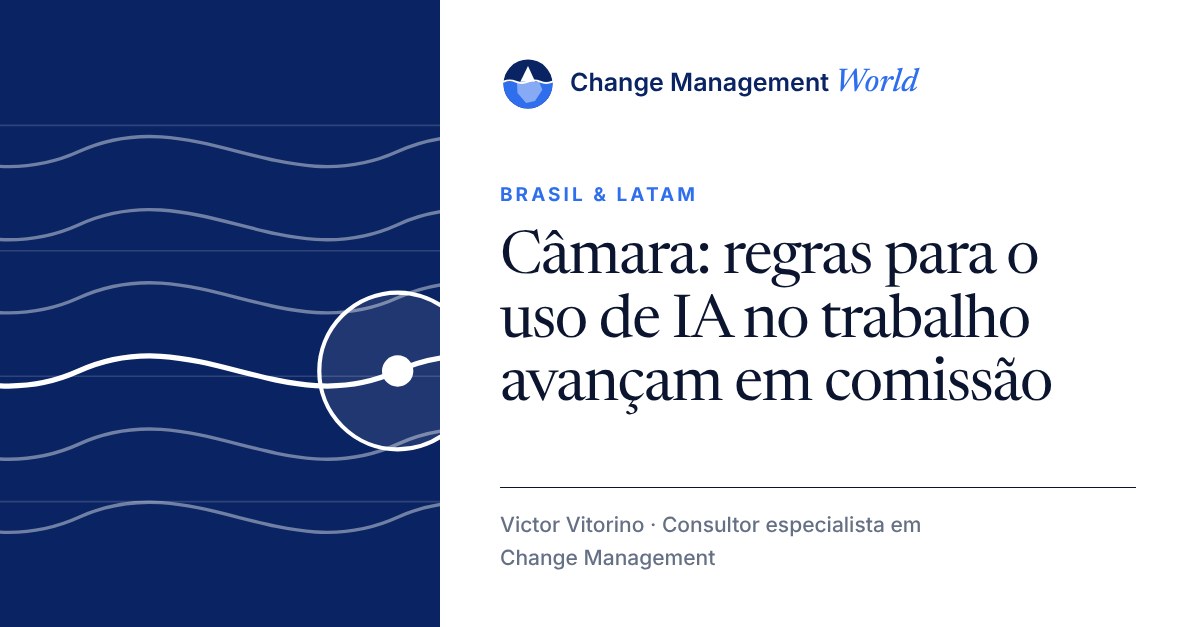 Change Management World
BRASIL & LATAM
Câmara: regras para o
uso de IA no trabalho
avançam em comissão
Victor Vitorino · Consultor especialista em
Change Management